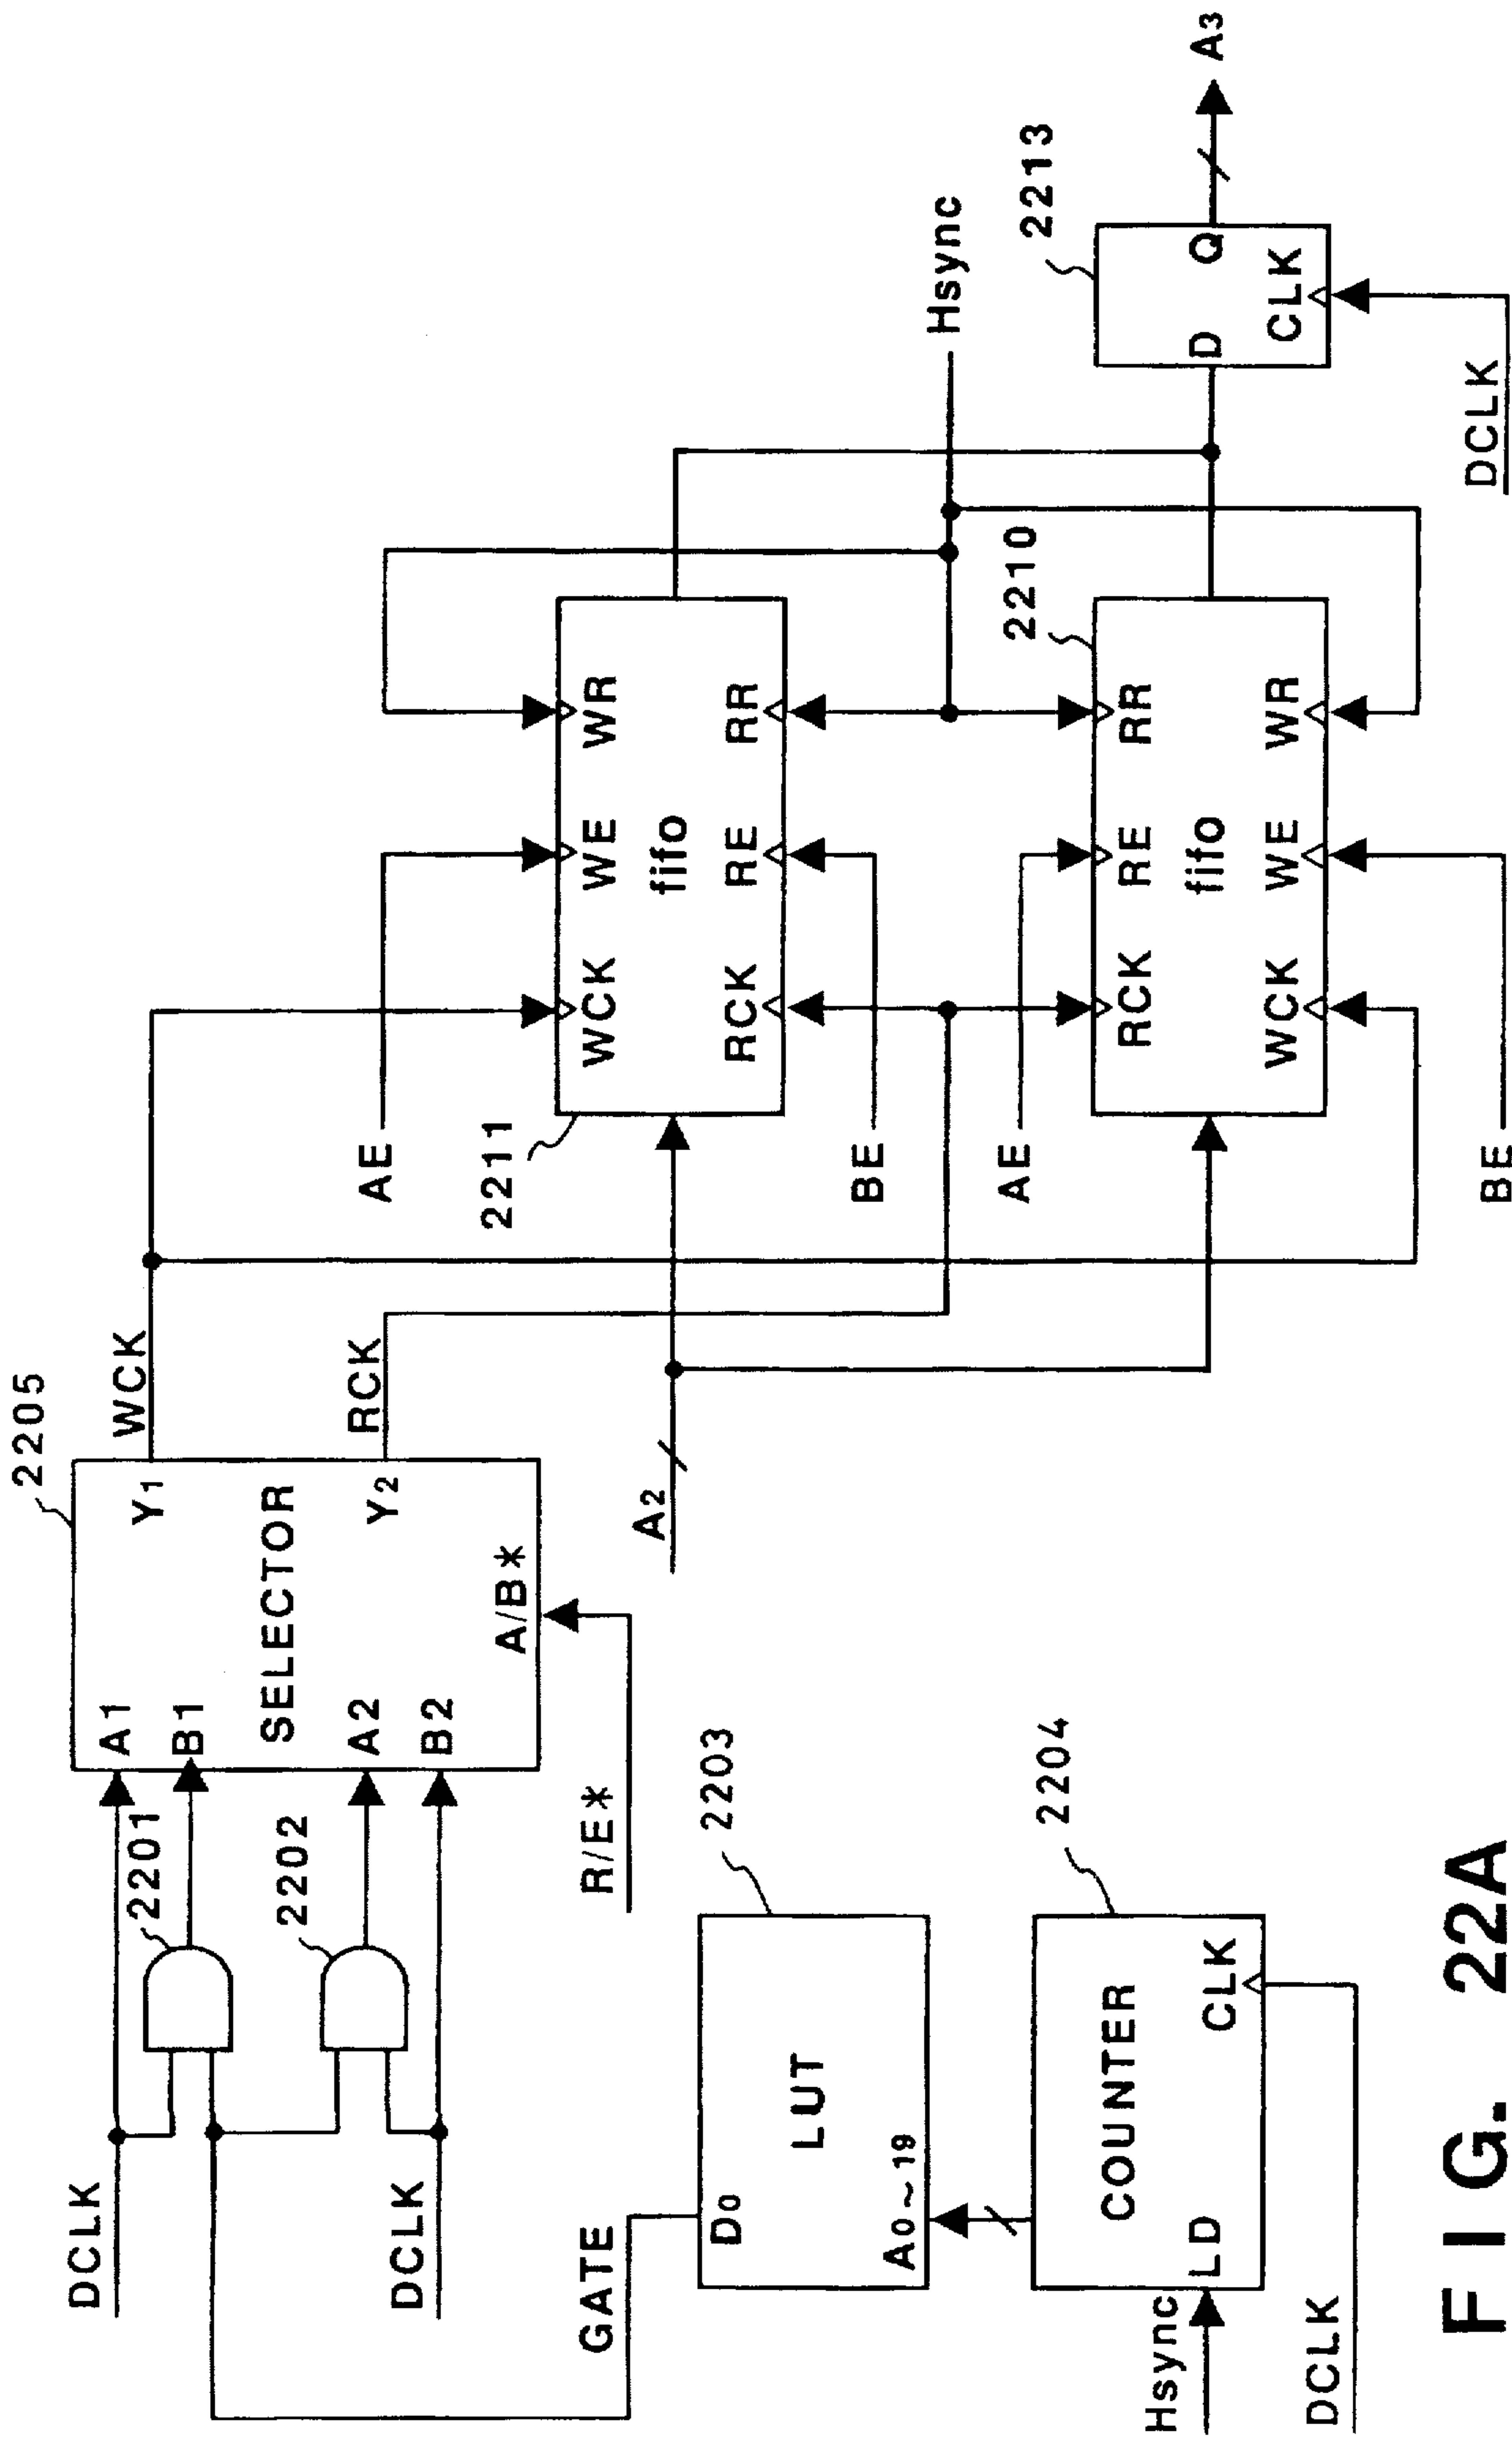 DCLK
DCLK
GATE
2201
2202
A1
B1
A2
B2
SELECTOR
Y1
Y2
A/B*
2205
R/E*
WCK
RCK
D0
LUT
A0~19
2203
Hsync
LD
COUNTER
CLK
2204
DCLK
A2
AE
2211
WCK
WE
WR
fifo
RCK
RE
RR
BE
AE
2210
RCK
RE
RR
fifo
WCK
WE
WR
BE
Hsync
2213
D
Q
CLK
DCLK
A3
FIG. 22A